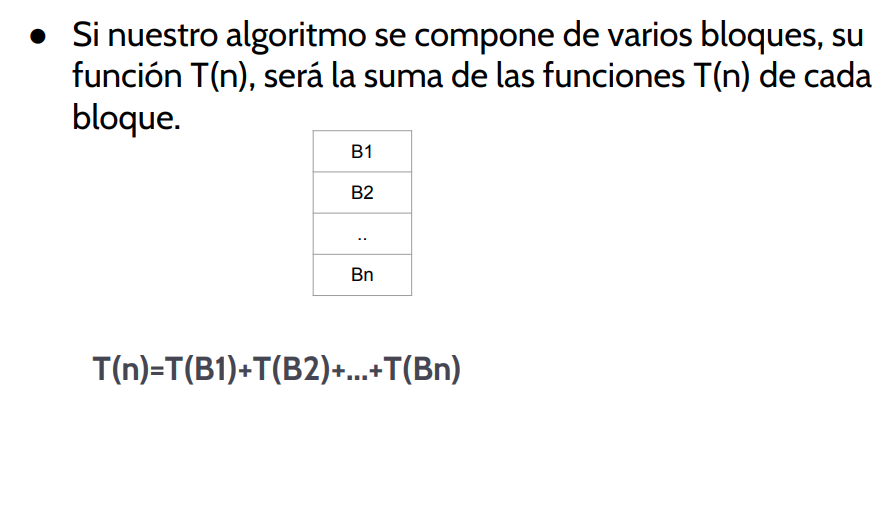 ● Si nuestro algoritmo se compone de varios bloques, su
función T(n), será la suma de las funciones T(n) de cada
bloque.
B1
B2
..
Bn
T(n)=T(B1)+T(B2)+...+T(Bn)